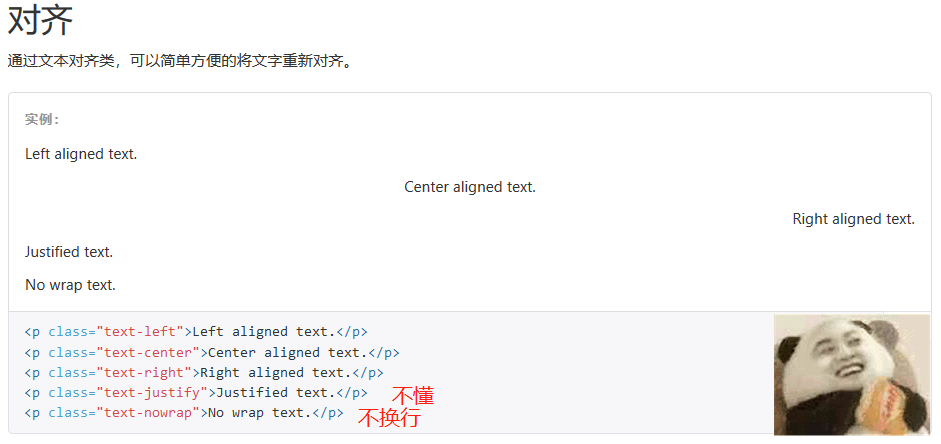 对齐
通过文本对齐类，可以简单方便的将文字重新对齐。
实例：
Left aligned text.
Center aligned text.
Right aligned text.
Justified text.
No wrap text.
<p class="text-left">Left aligned text.</p>
<p class="text-center">Center aligned text.</p>
<p class="text-right">Right aligned text.</p>
<p class="text-justify">Justified text.</p> 不懂
<p class="text-nowrap">No wrap text.</p> 不换行